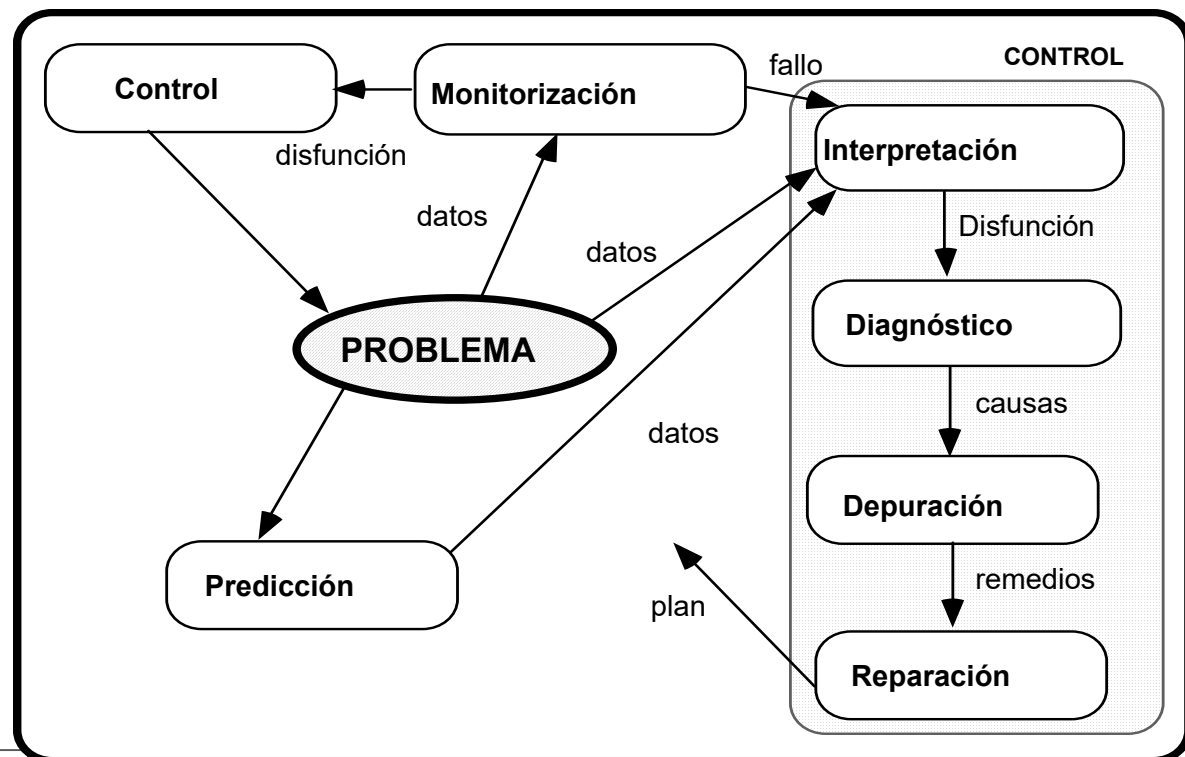 CONTROL
fallo
Control
Monitorización
Interpretación
disfunción
datos
datos
Disfunción
Diagnóstico
PROBLEMA
causas
datos
Depuración
Predicción
remedios
plan
Reparación